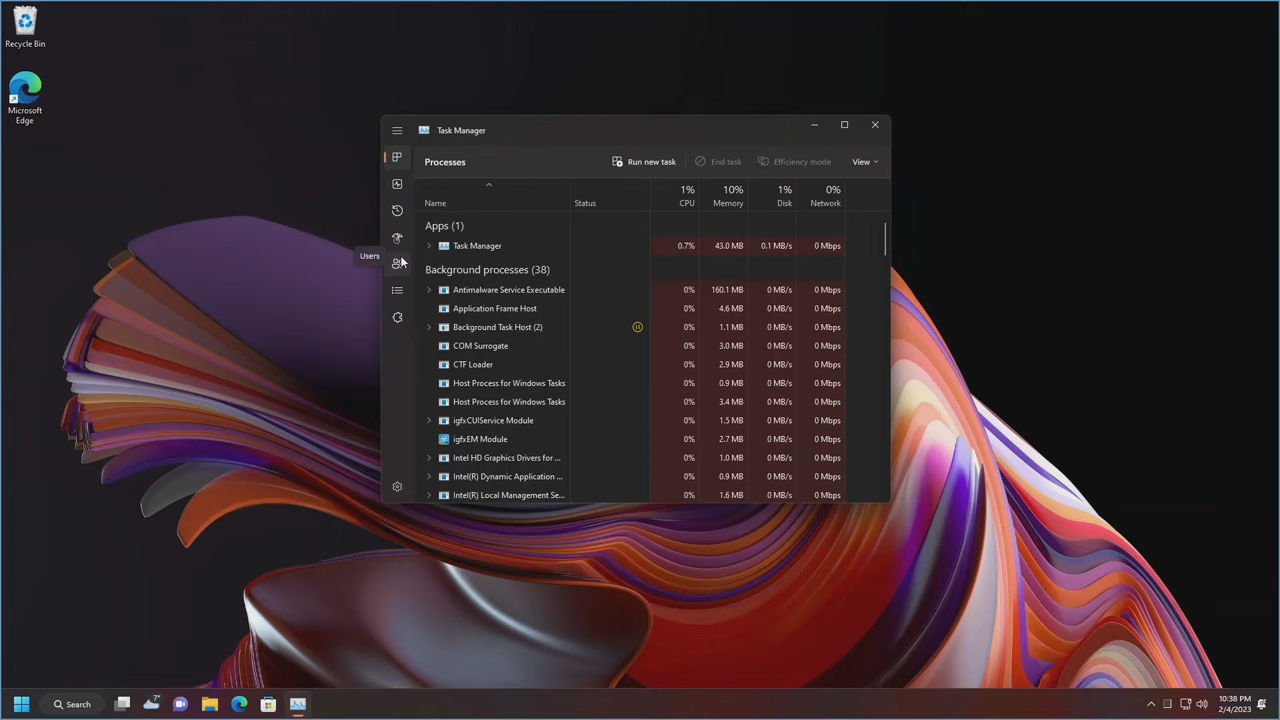 Recycle Bin
Microsoft
Edge
Task Manager
Processes
Run new task
End task
Efficiency mode
View
1%
10%
1%
0%
Name
Status
CPU
Memory
Disk
Network
Apps (1)
Task Manager 0.7% 43.0 MB 0.1 MB/s 0 Mbps
Users
Background processes (38)
Antimalware Service Executable 0% 160.1 MB 0 MB/s 0 Mbps
Application Frame Host 0% 4.6 MB 0 MB/s 0 Mbps
Background Task Host (2) 0% 1.1 MB 0 MB/s 0 Mbps
COM Surrogate 0% 3.0 MB 0 MB/s 0 Mbps
CTF Loader 0% 2.9 MB 0 MB/s 0 Mbps
Host Process for Windows Tasks 0% 0.9 MB 0 MB/s 0 Mbps
Host Process for Windows Tasks 0% 3.4 MB 0 MB/s 0 Mbps
igfxCUIService Module 0% 1.5 MB 0 MB/s 0 Mbps
igfxEM Module 0% 2.7 MB 0 MB/s 0 Mbps
Intel HD Graphics Drivers for ... 0% 1.0 MB 0 MB/s 0 Mbps
Intel(R) Dynamic Application ... 0% 0.9 MB 0 MB/s 0 Mbps
Intel(R) Local Management Se... 0% 1.6 MB 0 MB/s 0 Mbps
Search
7°
10:38 PM
2/4/2023